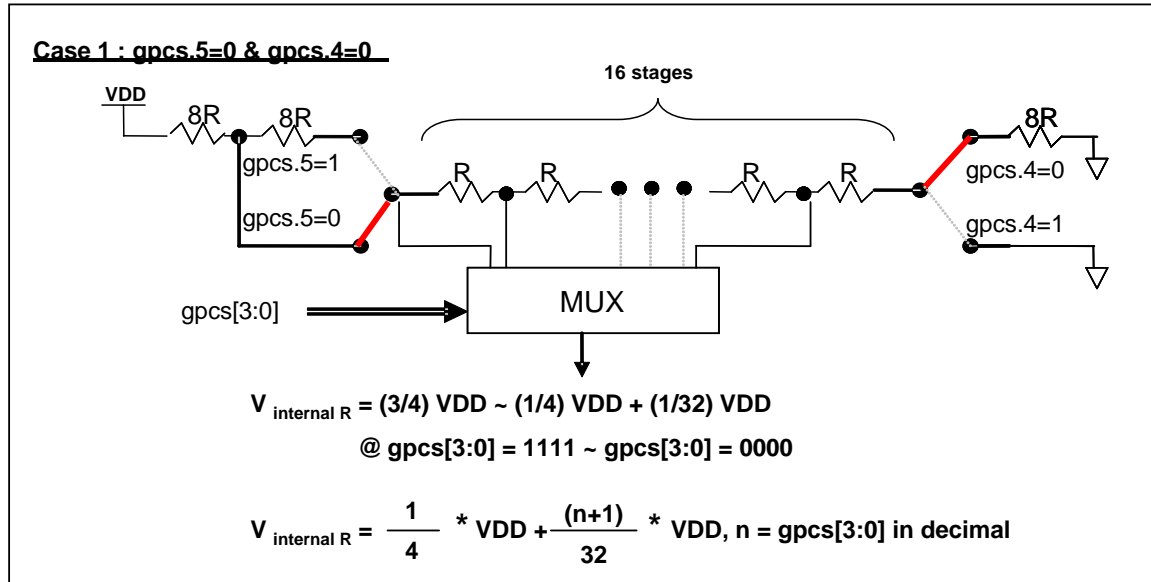 Case 1 : gpcs.5=0 & gpcs.4=0
16 stages
VDD
8R
8R
8R
gpcs.5=1
gpcs.4=0
R
R
R
R
gpcs.5=0
gpcs.4=1
MUX
gpcs[3:0]
V internal R = (3/4) VDD ~ (1/4) VDD + (1/32) VDD
@ gpcs[3:0] = 1111 ~ gpcs[3:0] = 0000
V internal R = 1/4 * VDD + (n+1)/32 * VDD, n = gpcs[3:0] in decimal